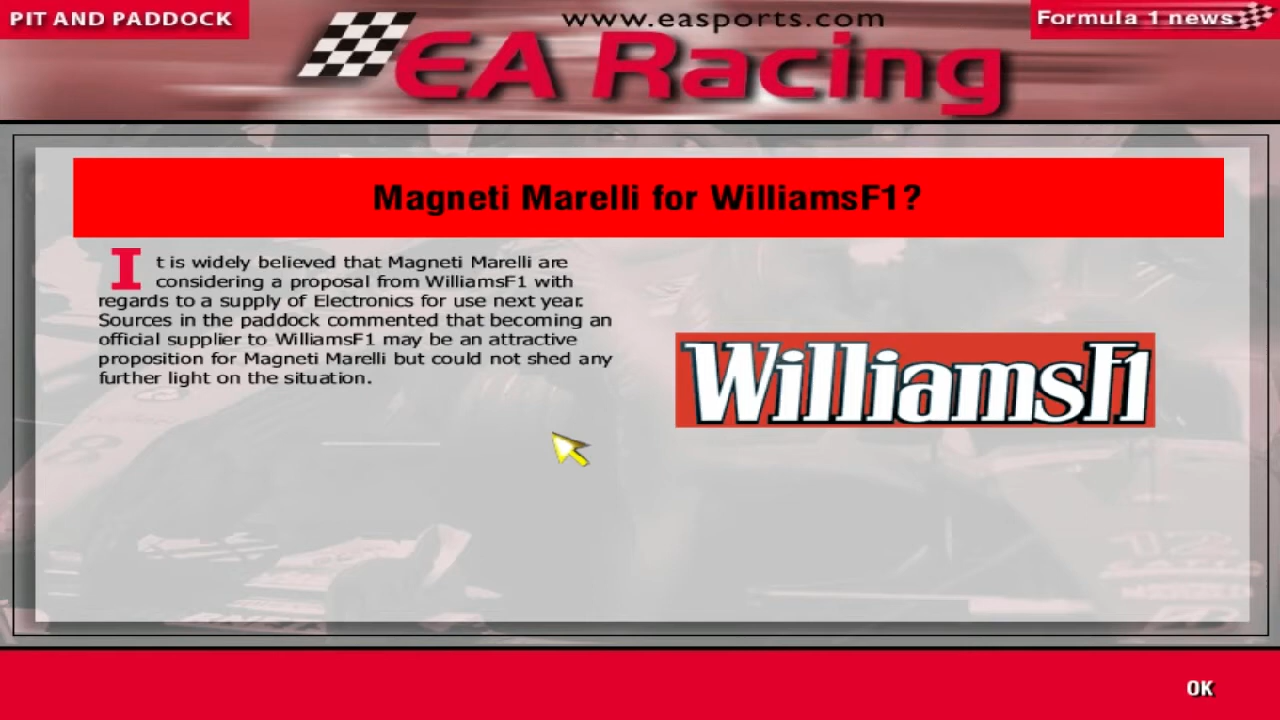 PIT AND PADDOCK
www.easports.com
Formula 1 news
EA Racing
Magneti Marelli for WilliamsF1?
It is widely believed that Magneti Marelli are
considering a proposal from WilliamsF1 with
regards to a supply of Electronics for use next year.
Sources in the paddock commented that becoming an
official supplier to WilliamsF1 may be an attractive
proposition for Magneti Marelli but could not shed any
further light on the situation.
WilliamsF1
OK